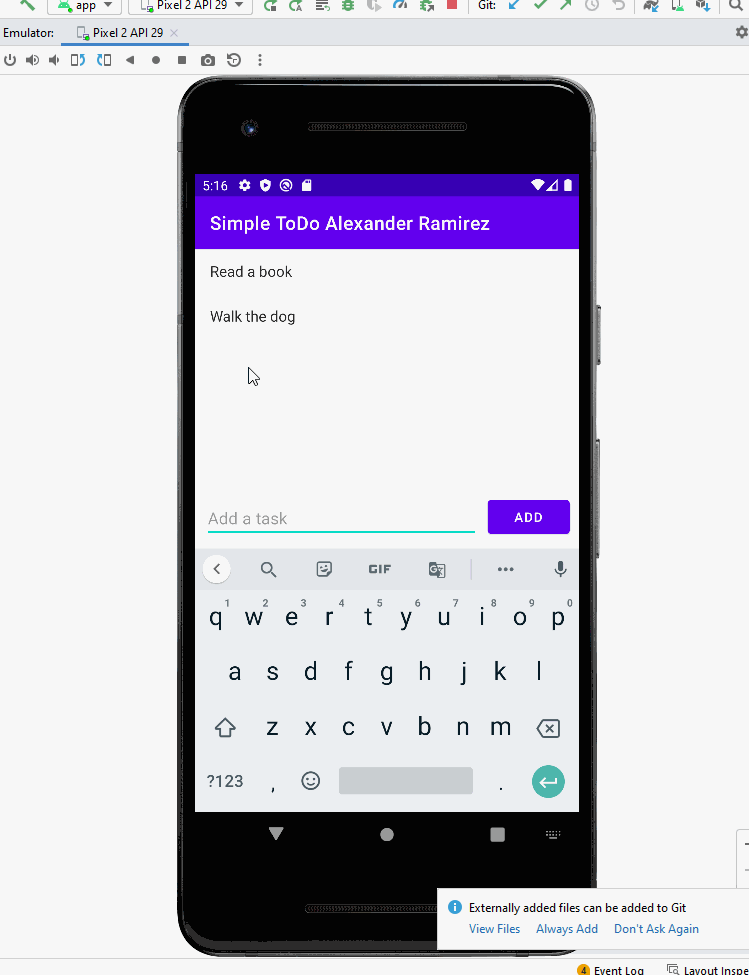 app Pixel 2 API 29 Git:
Emulator: Pixel 2 API 29
5:16
Simple ToDo Alexander Ramirez
Read a book
Walk the dog
Add a task ADD
GIF
1 2 3 4 5 6 7 8 9 0
q w e r t y u i o p
a s d f g h j k l
z x c v b n m
?123 , .
Externally added files can be added to Git
View Files Always Add Don't Ask Again
4 Event Log Layout Inspe